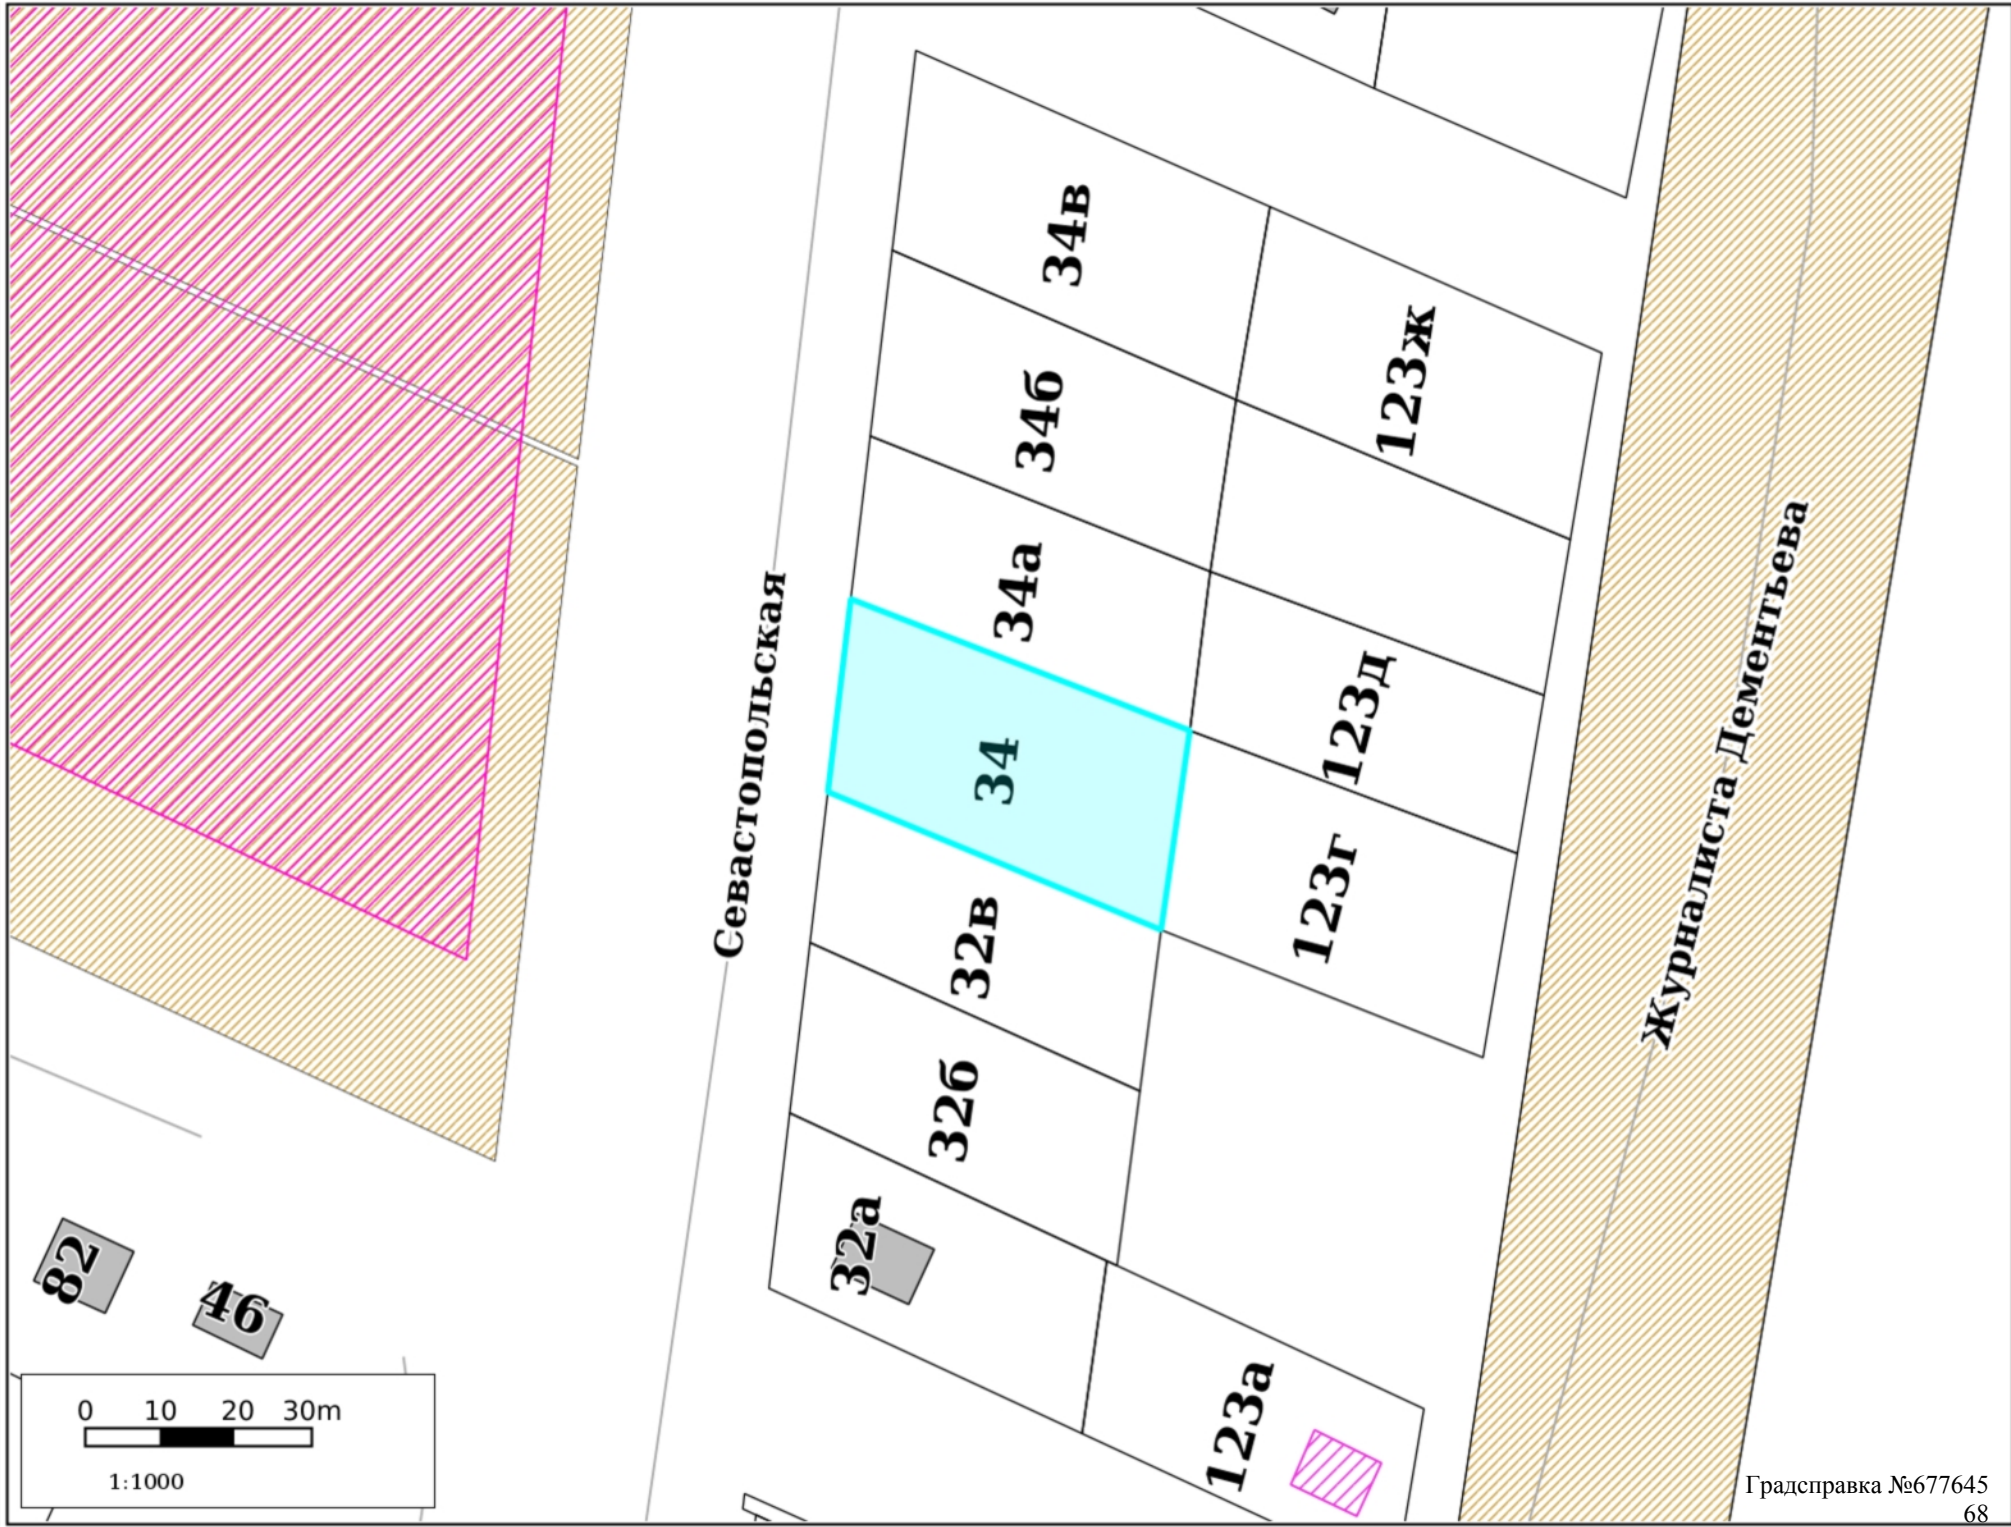 34в
123ж
34б
34а
Севастопольская
Журналиста Дементьева
123д
34
123г
32в
32б
32а
82
46
123а
0 10 20 30m
1:1000
Градсправка №677645
68